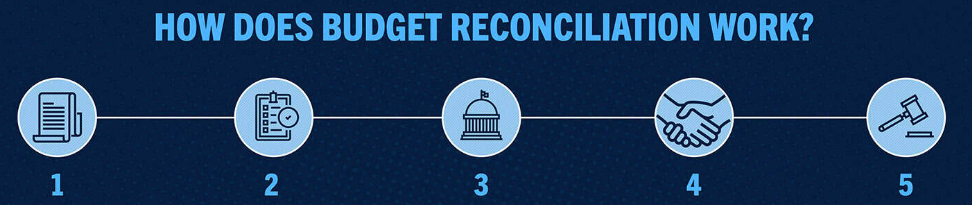 HOW DOES BUDGET RECONCILIATION WORK?
1 2 3 4 5